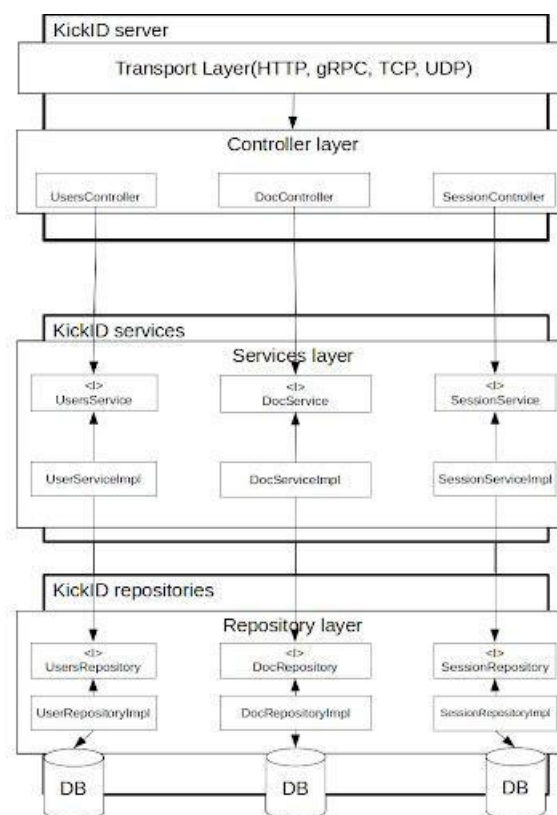 KickID server
Transport Layer(HTTP, gRPC, TCP, UDP)
Controller layer
UsersController DocController SessionController
KickID services
Services layer
<I> <I> <I>
UsersService DocService SessionService
UserServiceImpl DocServiceImpl SessionServiceImpl
KickID repositories
Repository layer
<I> <I> <I>
UsersRepository DocRepository SessionRepository
UserRepositoryImpl DocRepositoryImpl SessionRepositoryImpl
DB DB DB